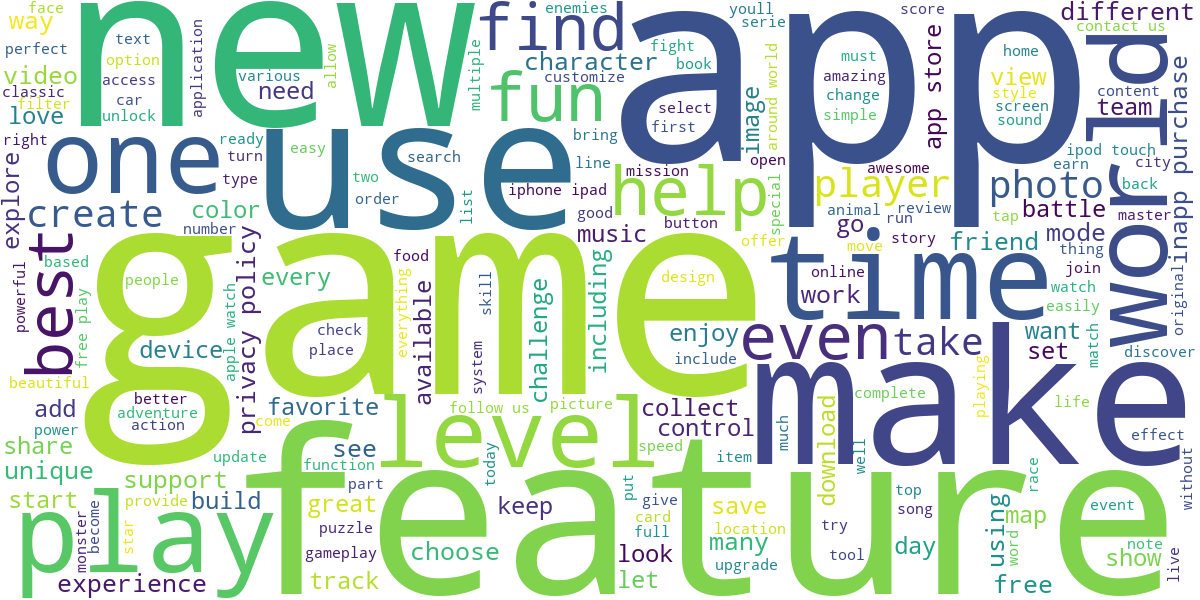 new
app
game
use
feature
make
world
play
time
one
level
find
fun
help
best
even
take
create
player
photo
face
way
perfect
text
option
access
video
classic
filter
car
unlock
love
application
various
need
allow
multiple
enemies
character
customize
fight
book
select
first
youll
serie
image
around world
score
must
amazing
change
simple
app store
home
view
style
screen
sound
different
contact us
content
team
inapp purchase
right
explore
ready
turn
type
easy
two
order
search
line
bring
iphone
ipad
good
list
mission
open
button
special
awesome
animal
review
run
go
story
move
offer
music
color
number
ipod touch
earn
city
back
tap
battle
master
mode
thing
friend
join
watch
easily
original
match
discover
want
set
online
work
design
powerful
based
people
free play
beautiful
apple watch
privacy policy
every
device
check
place
food
everything
available
system
skill
challenge
including
enjoy
include
better
adventure
action
add
power
share
unique
start
come
favorite
follow us
picture
collect
control
see
function
update
support
provide
build
part
great
puzzle
gameplay
track
keep
today
choose
speed
item
put
give
card
full
look
let
save
location
many
upgrade
much
download
well
complete
playing
life
effect
without
try
tool
top
song
day
using
word
race
map
event
note
show
free
live
monster
become
star
experience